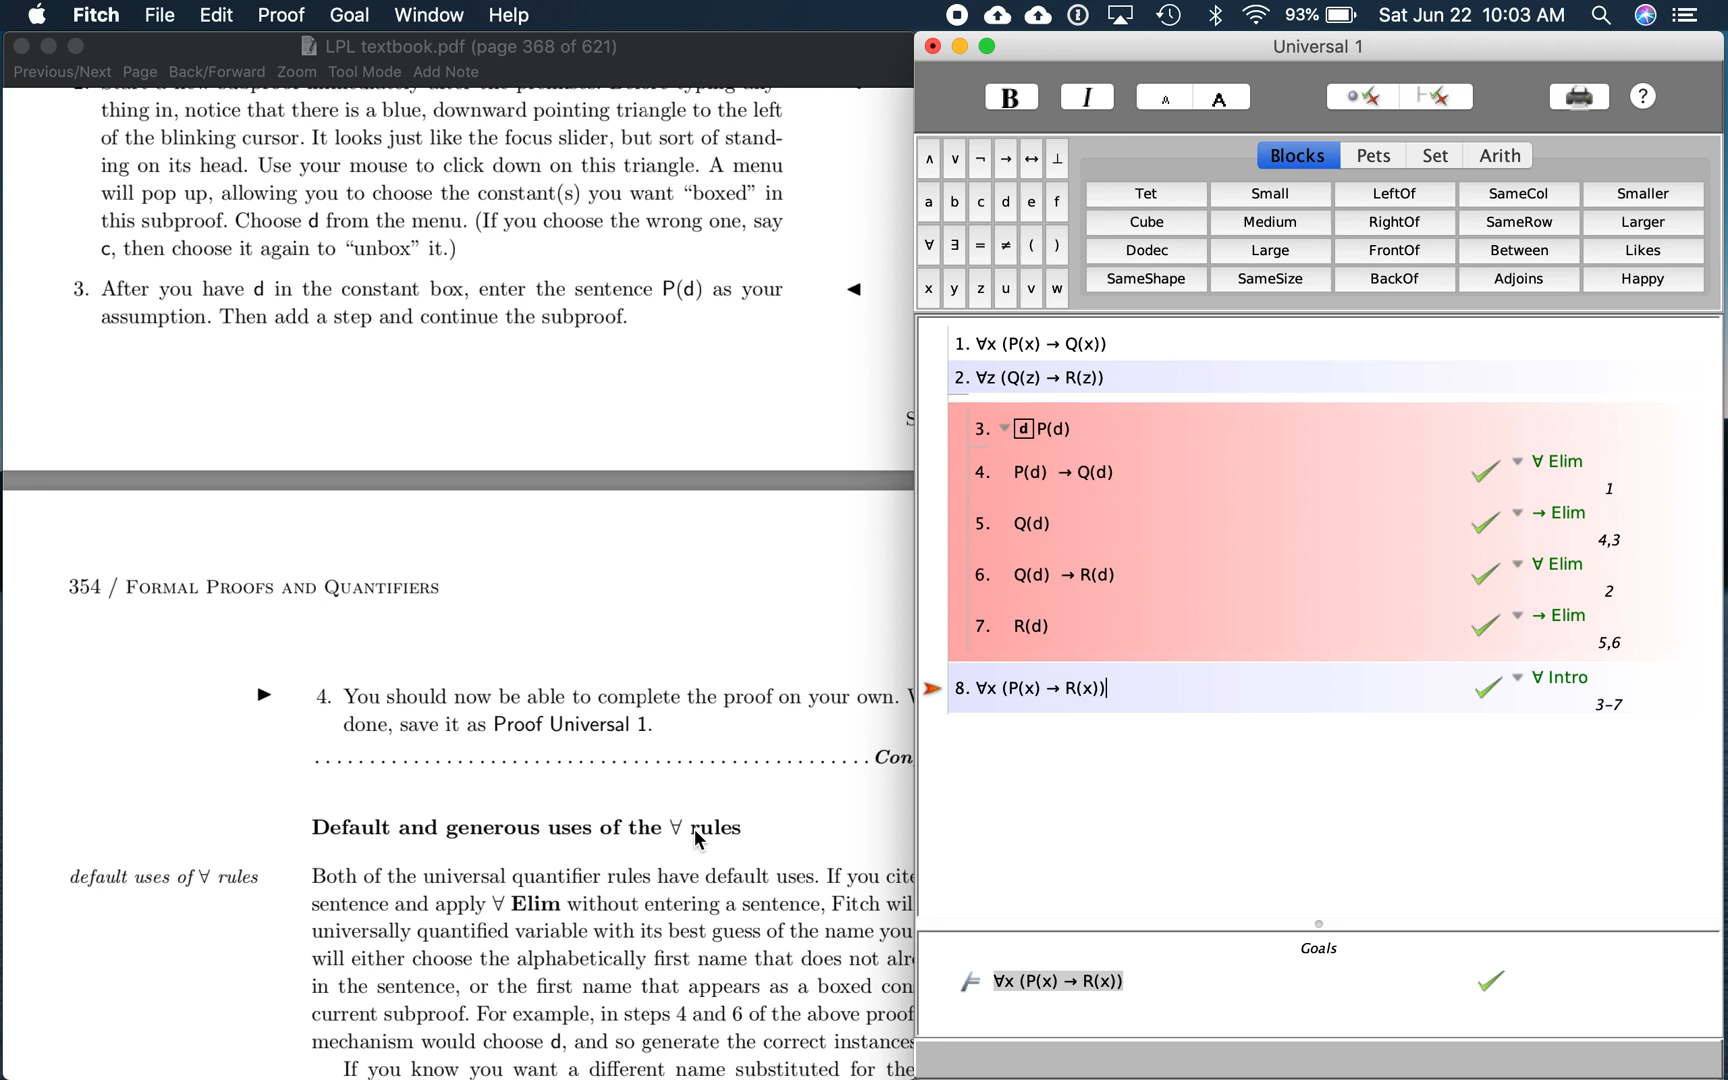 Fitch File Edit Proof Goal Window Help
93% Sat Jun 22 10:03 AM
LPL textbook.pdf (page 368 of 621)
Previous/Next Page Back/Forward Zoom Tool Mode Add Note
thing in, notice that there is a blue, downward pointing triangle to the left
of the blinking cursor. It looks just like the focus slider, but sort of stand-
ing on its head. Use your mouse to click down on this triangle. A menu
will pop up, allowing you to choose the constant(s) you want “boxed” in
this subproof. Choose d from the menu. (If you choose the wrong one, say
c, then choose it again to “unbox” it.)
3. After you have d in the constant box, enter the sentence P(d) as your
assumption. Then add a step and continue the subproof.
354 / Formal Proofs and Quantifiers
4. You should now be able to complete the proof on your own.
done, save it as Proof Universal 1.
Con
Default and generous uses of the ∀ rules
default uses of ∀ rules
Both of the universal quantifier rules have default uses. If you cite
sentence and apply ∀ Elim without entering a sentence, Fitch wil
universally quantified variable with its best guess of the name you
will either choose the alphabetically first name that does not alr
in the sentence, or the first name that appears as a boxed con
current subproof. For example, in steps 4 and 6 of the above proof
mechanism would choose d, and so generate the correct instances
If you know you want a different name substituted for the
Universal 1
B I A A ?
∧ ∨ ¬ → ↔ ⊥
a b c d e f
∀ ∃ = ≠ ( )
x y z u v w
Blocks Pets Set Arith
Tet Small LeftOf SameCol Smaller
Cube Medium RightOf SameRow Larger
Dodec Large FrontOf Between Likes
SameShape SameSize BackOf Adjoins Happy
1. ∀x (P(x) → Q(x))
2. ∀z (Q(z) → R(z))
3. d P(d)
4. P(d) → Q(d) ∀ Elim
1
5. Q(d) → Elim
4,3
6. Q(d) → R(d) ∀ Elim
2
7. R(d) → Elim
5,6
8. ∀x (P(x) → R(x)) ∀ Intro
3-7
Goals
∀x (P(x) → R(x))